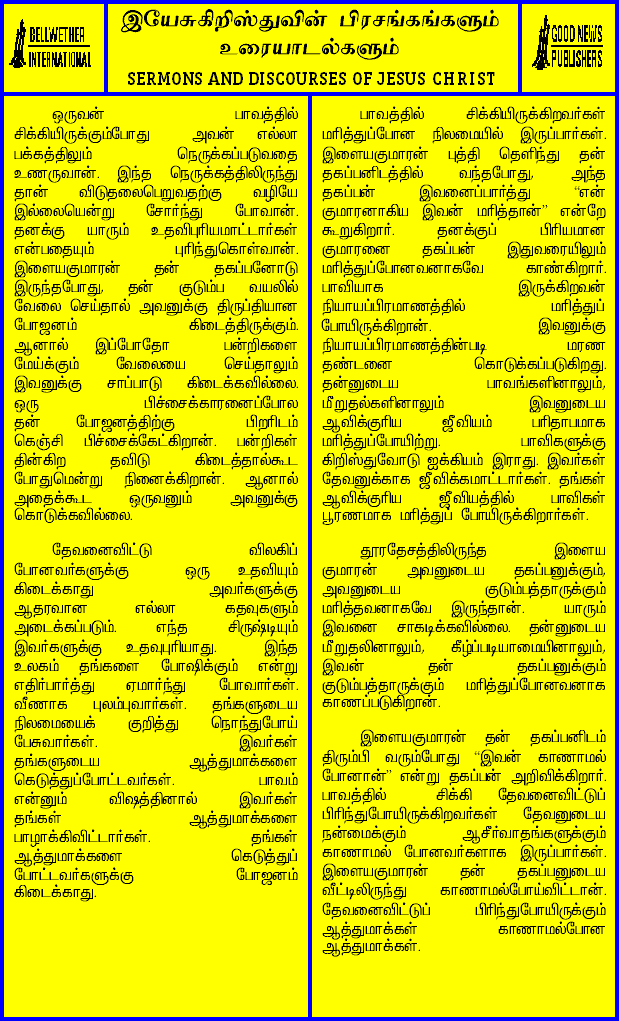 BELLWETHER
INTERNATIONAL
இயேசுகிறிஸ்துவின் பிரசங்கங்களும்
உரையாடல்களும்
SERMONS AND DISCOURSES OF JESUS CHRIST
GOOD NEWS
PUBLISHERS
ஒருவன் பாவத்தில்
சிக்கியிருக்கும்போது அவன் எல்லா
பக்கத்திலும் நெருக்கப்படுவதை
உணருவான். இந்த நெருக்கத்திலிருந்து
தான் விடுதலைபெறுவதற்கு வழியே
இல்லையென்று சோர்ந்து போவான்.
தனக்கு யாரும் உதவிபுரியமாட்டார்கள்
என்பதையும் புரிந்துகொள்வான்.
இளையகுமாரன் தன் தகப்பனோடு
இருந்தபோது, தன் குடும்ப வயலில்
வேலை செய்தால் அவனுக்கு திருப்தியான
போஜனம் கிடைத்திருக்கும்.
ஆனால் இப்போதோ பன்றிகளை
மேய்க்கும் வேலையை செய்தாலும்
இவனுக்கு சாப்பாடு கிடைக்கவில்லை.
ஒரு பிச்சைக்காரனைப்போல
தன் போஜனத்திற்கு பிறரிடம்
கெஞ்சி பிச்சைக்கேட்கிறான். பன்றிகள்
தின்கிற தவிடு கிடைத்தால்கூட
போதுமென்று நினைக்கிறான். ஆனால்
அதைக்கூட ஒருவனும் அவனுக்கு
கொடுக்கவில்லை.
தேவனைவிட்டு விலகிப்
போனவர்களுக்கு ஒரு உதவியும்
கிடைக்காது அவர்களுக்கு
ஆதரவான எல்லா கதவுகளும்
அடைக்கப்படும். எந்த சிருஷ்டியும்
இவர்களுக்கு உதவுபுரியாது. இந்த
உலகம் தங்களை போஷிக்கும் என்று
எதிர்பார்த்து ஏமார்ந்து போவார்கள்.
வீணாக புலம்புவார்கள். தங்களுடைய
நிலமையைக் குறித்து நொந்துபோய்
பேசுவார்கள். இவர்கள்
தங்களுடைய ஆத்துமாக்களை
கெடுத்துப்போட்டவர்கள். பாவம்
என்னும் விஷத்தினால் இவர்கள்
தங்கள் ஆத்துமாக்களை
பாழாக்கிவிட்டார்கள். தங்கள்
ஆத்துமாக்களை கெடுத்துப்
போட்டவர்களுக்கு போஜனம்
கிடைக்காது.
பாவத்தில் சிக்கியிருக்கிறவர்கள்
மரித்துப்போன நிலமையில் இருப்பார்கள்.
இளையகுமாரன் புத்தி தெளிந்து தன்
தகப்பனிடத்தில் வந்தபோது, அந்த
தகப்பன் இவனைப்பார்த்து “என்
குமாரனாகிய இவன் மரித்தான்” என்றே
கூறுகிறார். தனக்குப் பிரியமான
குமாரனை தகப்பன் இதுவரையிலும்
மரித்துப்போனவனாகவே காண்கிறார்.
பாவியாக இருக்கிறவன்
நியாயப்பிரமாணத்தில் மரித்துப்
போயிருக்கிறான். இவனுக்கு
நியாயப்பிரமாணத்தின்படி மரண
தண்டனை கொடுக்கப்படுகிறது.
தன்னுடைய பாவங்களினாலும்,
மீறுதல்களினாலும் இவனுடைய
ஆவிக்குரிய ஜீவியம் பரிதாபமாக
மரித்துப்போயிற்று. பாவிகளுக்கு
கிறிஸ்துவோடு ஐக்கியம் இராது. இவர்கள்
தேவனுக்காக ஜீவிக்கமாட்டார்கள். தங்கள்
ஆவிக்குரிய ஜீவியத்தில் பாவிகள்
பூரணமாக மரித்துப் போயிருக்கிறார்கள்.
தூரதேசத்திலிருந்த இளைய
குமாரன் அவனுடைய தகப்பனுக்கும்,
அவனுடைய குடும்பத்தாருக்கும்
மரித்தவனாகவே இருந்தான். யாரும்
இவனை சாகடிக்கவில்லை. தன்னுடைய
மீறுதலினாலும், கீழ்ப்படியாமையினாலும்,
இவன் தன் தகப்பனுக்கும்
குடும்பத்தாருக்கும் மரித்துப்போனவனாக
காணப்படுகிறான்.
இளையகுமாரன் தன் தகப்பனிடம்
திரும்பி வரும்போது “இவன் காணாமல்
போனான்” என்று தகப்பன் அறிவிக்கிறார்.
பாவத்தில் சிக்கி தேவனைவிட்டுப்
பிரிந்துபோயிருக்கிறவர்கள் தேவனுடைய
நன்மைக்கும் ஆசீர்வாதங்களுக்கும்
காணாமல் போனவர்களாக இருப்பார்கள்.
இளையகுமாரன் தன் தகப்பனுடைய
வீட்டிலிருந்து காணாமல்போய்விட்டான்.
தேவனைவிட்டுப் பிரிந்துபோயிருக்கும்
ஆத்துமாக்கள் காணாமல்போன
ஆத்துமாக்கள்.